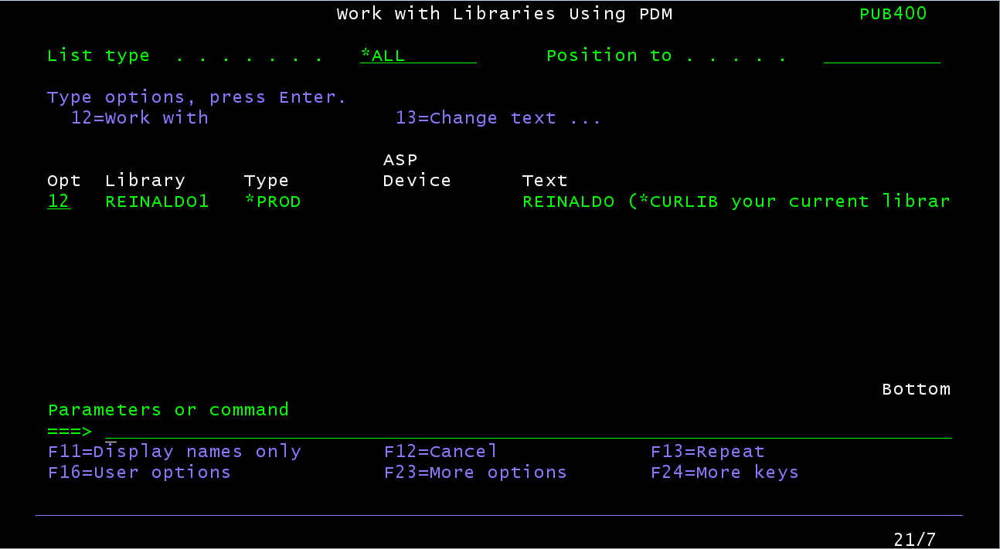 Work with Libraries Using PDM PUB400
List type . . . . . . . *ALL Position to . . . . .
Type options, press Enter.
12=Work with 13=Change text ...
ASP
Opt Library Type Device Text
12 REINALDO1 *PROD REINALDO (*CURLIB your current librar
Bottom
Parameters or command
===>
F11=Display names only F12=Cancel F13=Repeat
F16=User options F23=More options F24=More keys
21/7